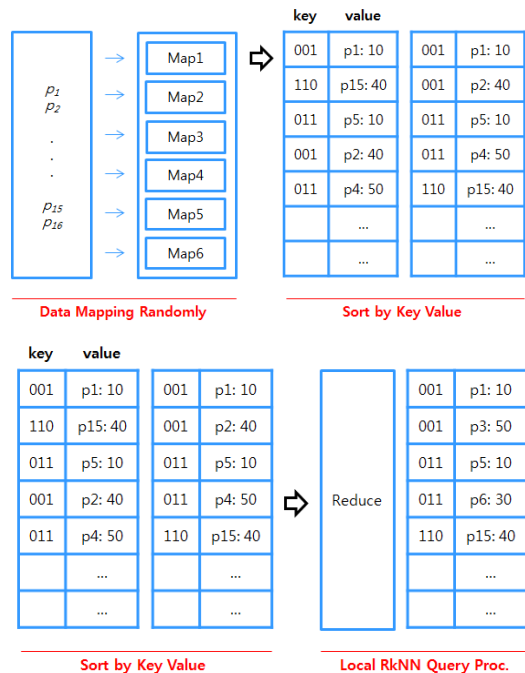 key value
p1
p2
.
.
.
p15
p16
Map1
Map2
Map3
Map4
Map5
Map6
001 p1: 10 001 p1: 10
110 p15: 40 001 p2: 40
011 p5: 10 011 p5: 10
001 p2: 40 011 p4: 50
011 p4: 50 110 p15: 40
... ...
... ...
Data Mapping Randomly
Sort by Key Value
key value
001 p1: 10 001 p1: 10
110 p15: 40 001 p2: 40
011 p5: 10 011 p5: 10
001 p2: 40 011 p4: 50
011 p4: 50 110 p15: 40
... ...
... ...
Reduce
001 p1: 10
001 p3: 50
011 p5: 10
011 p6: 30
110 p15: 40
...
...
Sort by Key Value
Local RkNN Query Proc.